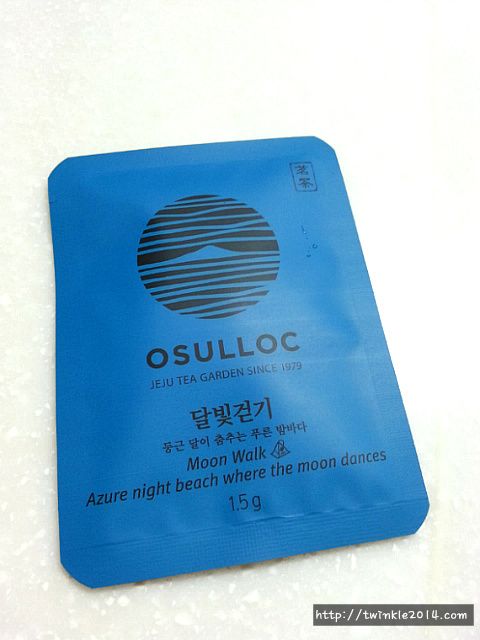 茗茶
OSULLOC
JEJU TEA GARDEN SINCE 1979
달빛걷기
둥근 달이 춤추는 푸른 밤바다
Moon Walk
Azure night beach where the moon dances
1.5 g
http://twinkle2014.com